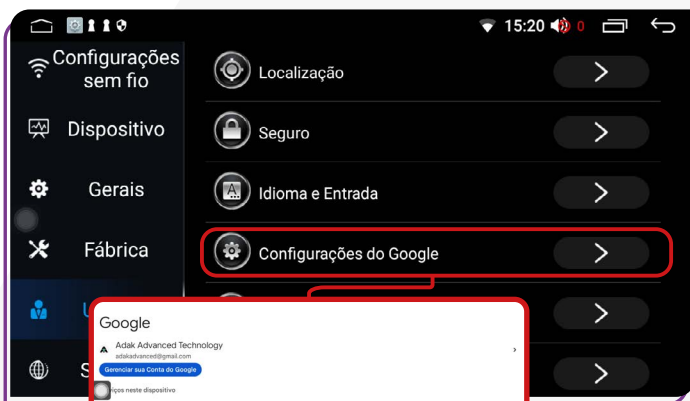 15:20 0
Configurações
sem fio
Dispositivo
Gerais
Fábrica
U
S
Localização
Seguro
Idioma e Entrada
Configurações do Google
Google
Adak Advanced Technology
adakadvanced@gmail.com
Gerenciar sua Conta do Google
iços neste dispositivo